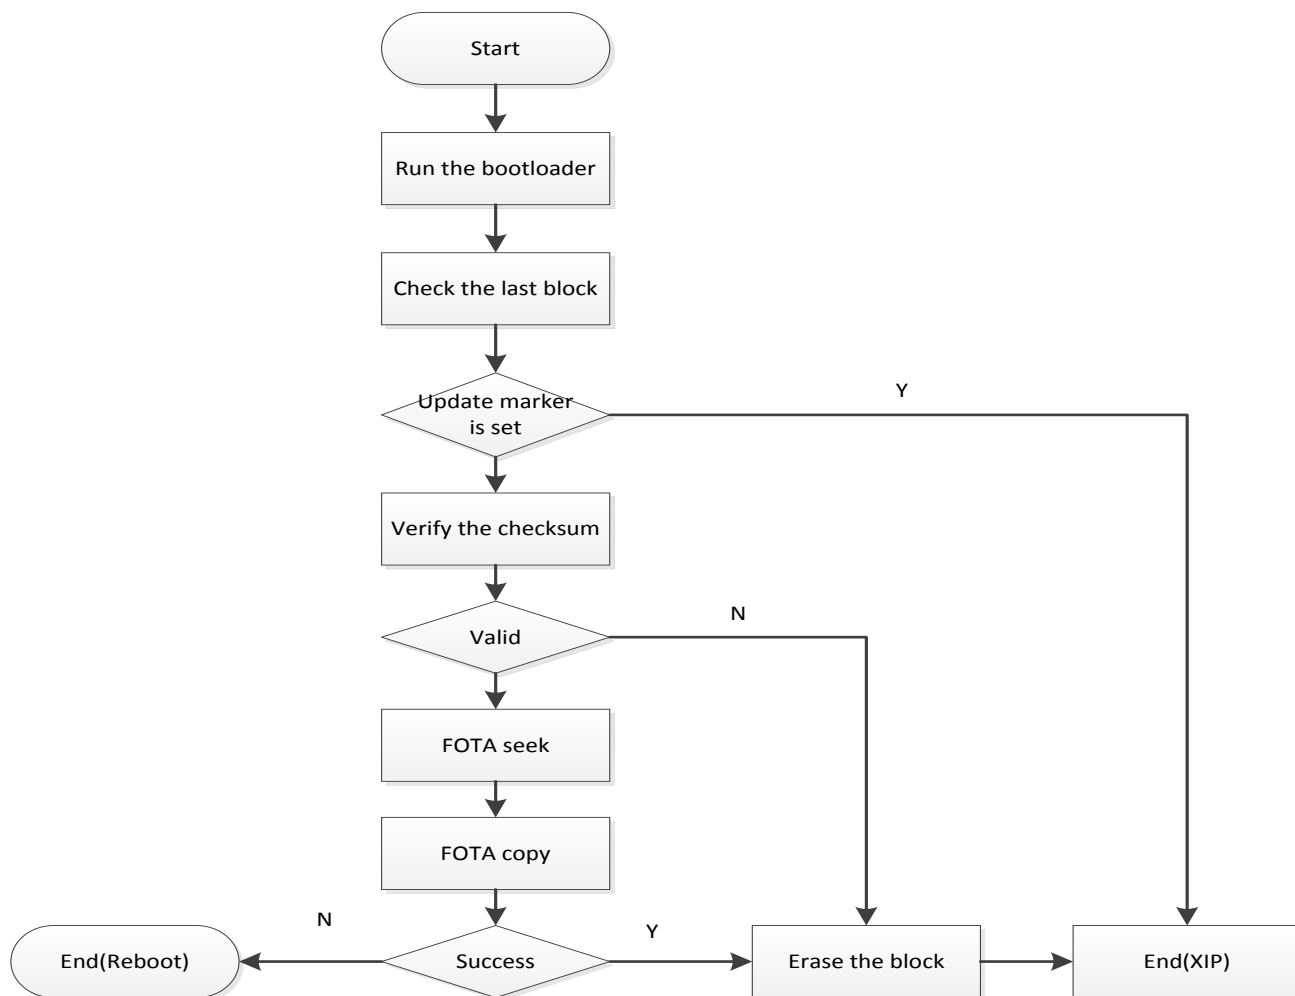 Start
Run the bootloader
Check the last block
Update marker
is set
Y
Verify the checksum
Valid
N
FOTA seek
FOTA copy
N
Success
Y
End(Reboot)
Erase the block
End(XIP)